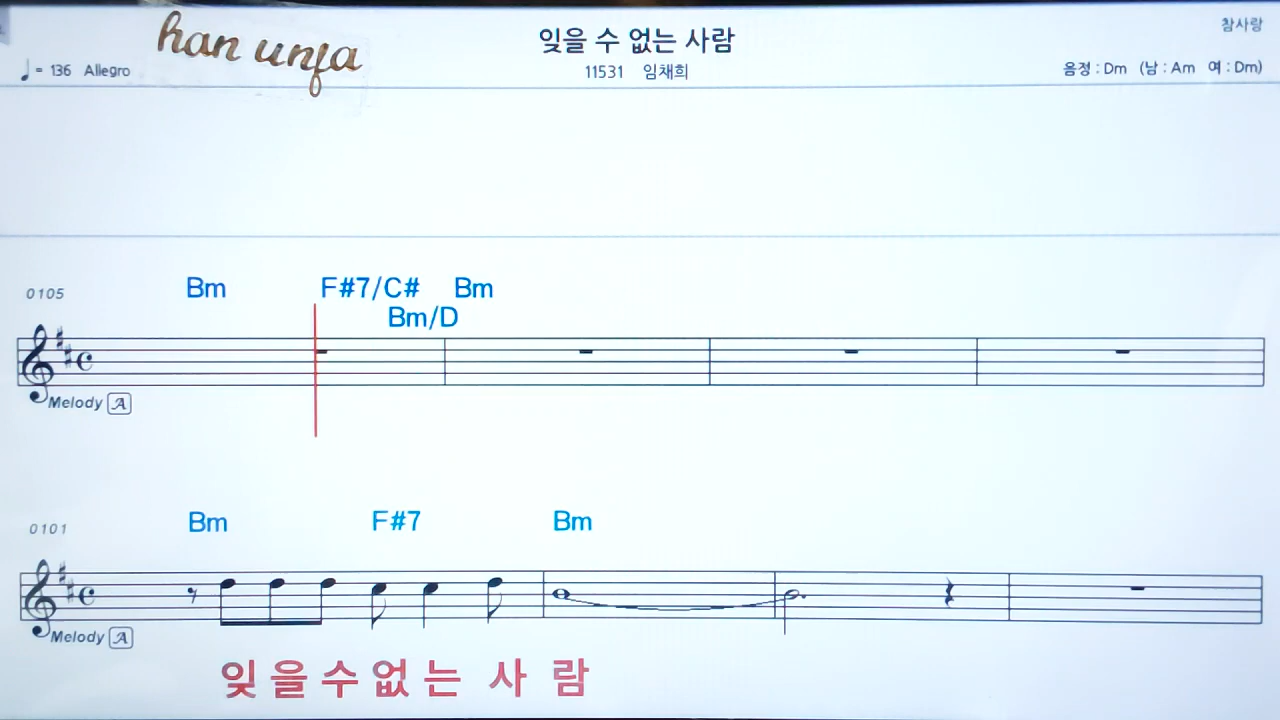 han unfa
잊을 수 없는 사람
참사랑
♩= 136 Allegro
11531 임채희
음정 : Dm (남 : Am 여 : Dm)
0105
Bm F#7/C# Bm
Bm/D
Melody A
0101
Bm F#7 Bm
Melody A
잊을수없는 사람